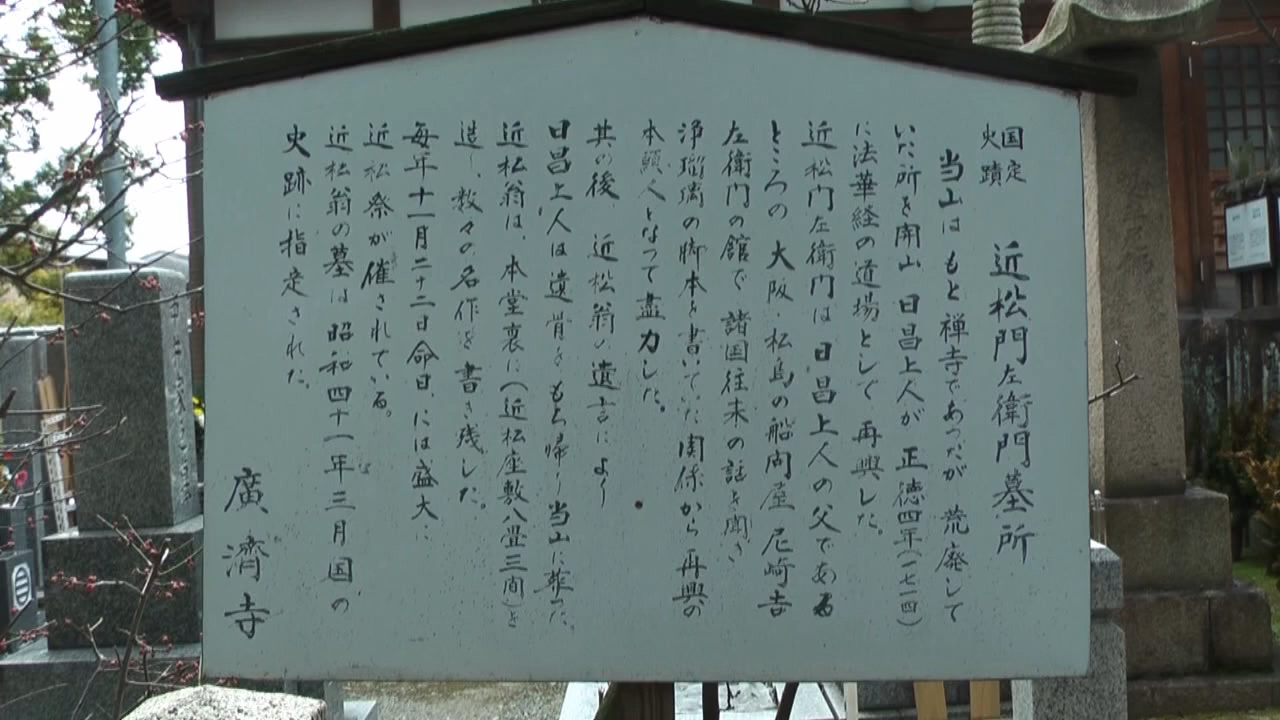 国定史蹟 近松門左衛門墓所
当山は もと禅寺であつたが 荒廃して
いた所を開山 日昌上人が 正徳四年(一七一四)
に法華経の道場として 再興した。
近松門左衛門は日昌上人の父である
ところの 大阪・松島の船問屋 尼崎吉
左衛門の館で 諸国往来の話を聞き
浄瑠璃の脚本を書いていた関係から 再興の
本願人となって盡力した。
其の後、近松翁の遺言により
日昌上人は遺骨をもち帰り当山に葬った、
近松翁は、本堂裏に(近松座敷八畳三間)を
造し、数々の名作を書き残した。
毎年十一月二十二日命日には盛大に
近松祭が催されている。
近松翁の墓は昭和四十一年三月国の
史跡に指定された。
廣濟寺